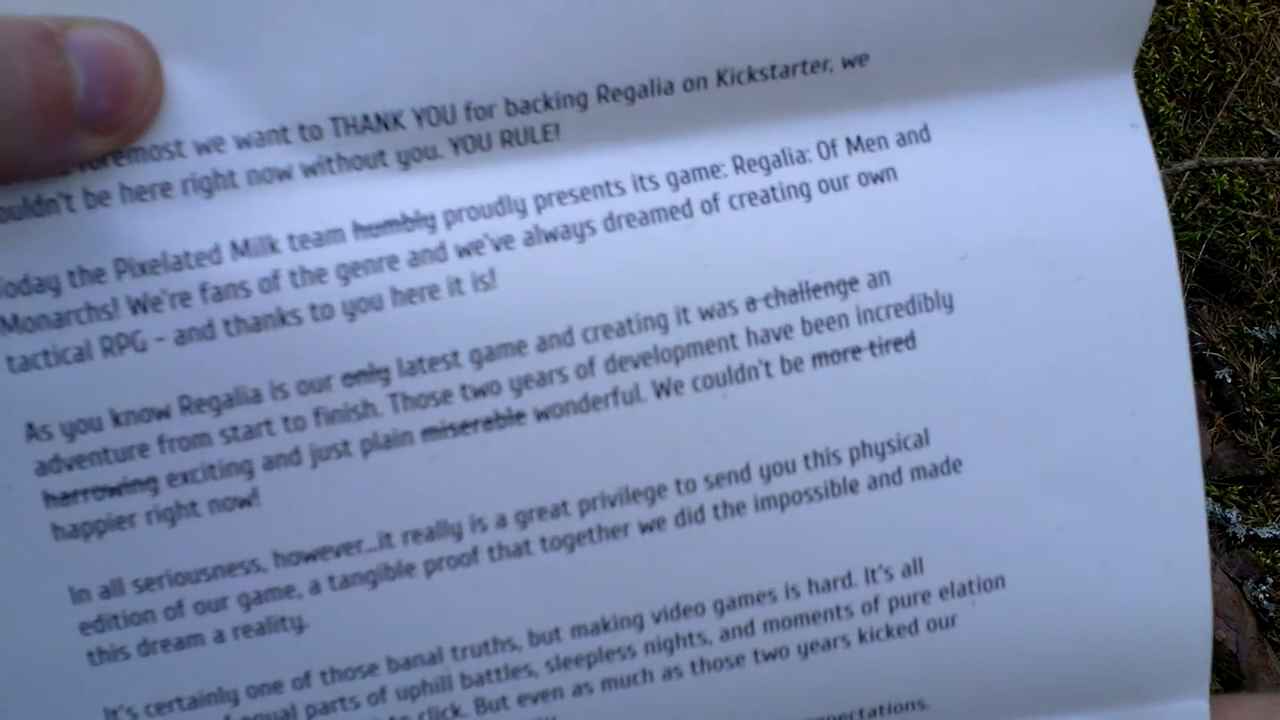 foremost we want to THANK YOU for backing Regalia on Kickstarter, we
ouldn't be here right now without you. YOU RULE!
Today the Pixelated Milk team humbly proudly presents its game: Regalia: Of Men and
Monarchs! We're fans of the genre and we've always dreamed of creating our own
tactical RPG - and thanks to you here it is!
As you know Regalia is our only latest game and creating it was a challenge an
adventure from start to finish. Those two years of development have been incredibly
harrowing exciting and just plain miserable wonderful. We couldn't be more tired
happier right now!
In all seriousness, however...it really is a great privilege to send you this physical
edition of our game, a tangible proof that together we did the impossible and made
this dream a reality.
It's certainly one of those banal truths, but making video games is hard. It's all
equal parts of uphill battles, sleepless nights, and moments of pure elation
click. But even as much as those two years kicked our
pectations.